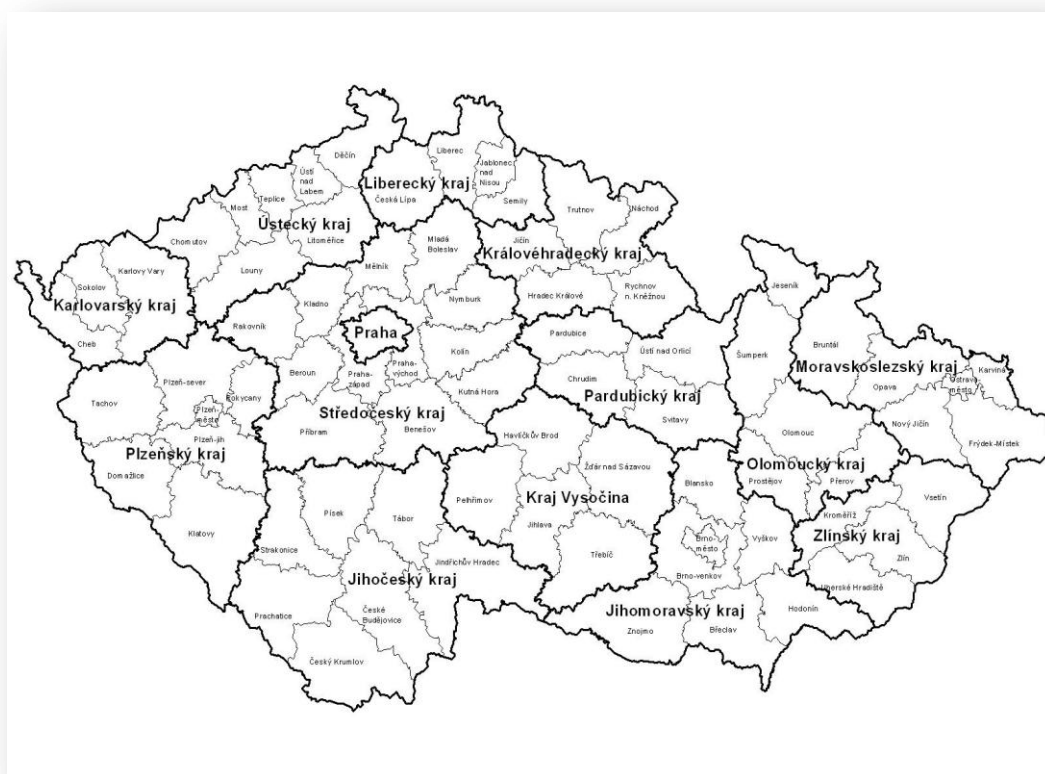 Děčín
Liberec
Ústí
nad
Labem
Jablonec
nad
Nisou
Liberecký kraj
Teplice
Česká Lípa
Semily
Most
Ústecký kraj
Trutnov
Náchod
Chomutov
Litoměřice
Mladá
Boleslav
Jičín
Královéhradecký kraj
Mělník
Louny
Karlovy Vary
Sokolov
Karlovarský kraj
Cheb
Kladno
Nymburk
Hradec Králové
Rychnov
n. Kněžnou
Jeseník
Rakovník
Praha
Pardubice
Kolín
Ústí nad Orlicí
Šumperk
Bruntál
Moravskoslezský kraj
Karviná
Ostrava-
město
Opava
Beroun
Praha-
západ
Praha-
východ
Kutná Hora
Chrudim
Pardubický kraj
Svitavy
Plzeň-sever
Rokycany
Tachov
Plzeň-
město
Středočeský kraj
Příbram
Benešov
Plzeň-jih
Plzeňský kraj
Domažlice
Klatovy
Havlíčkův Brod
Žďár nad Sázavou
Kraj Vysočina
Pelhřimov
Jihlava
Třebíč
Olomouc
Olomoucký kraj
Prostějov
Přerov
Nový Jičín
Frýdek-Místek
Vsetín
Kroměříž
Zlínský kraj
Zlín
Uherské Hradiště
Blansko
Brno-
město
Vyškov
Brno-venkov
Jihomoravský kraj
Znojmo
Břeclav
Hodonín
Písek
Tábor
Strakonice
Jindřichův Hradec
Jihočeský kraj
Prachatice
České
Budějovice
Český Krumlov